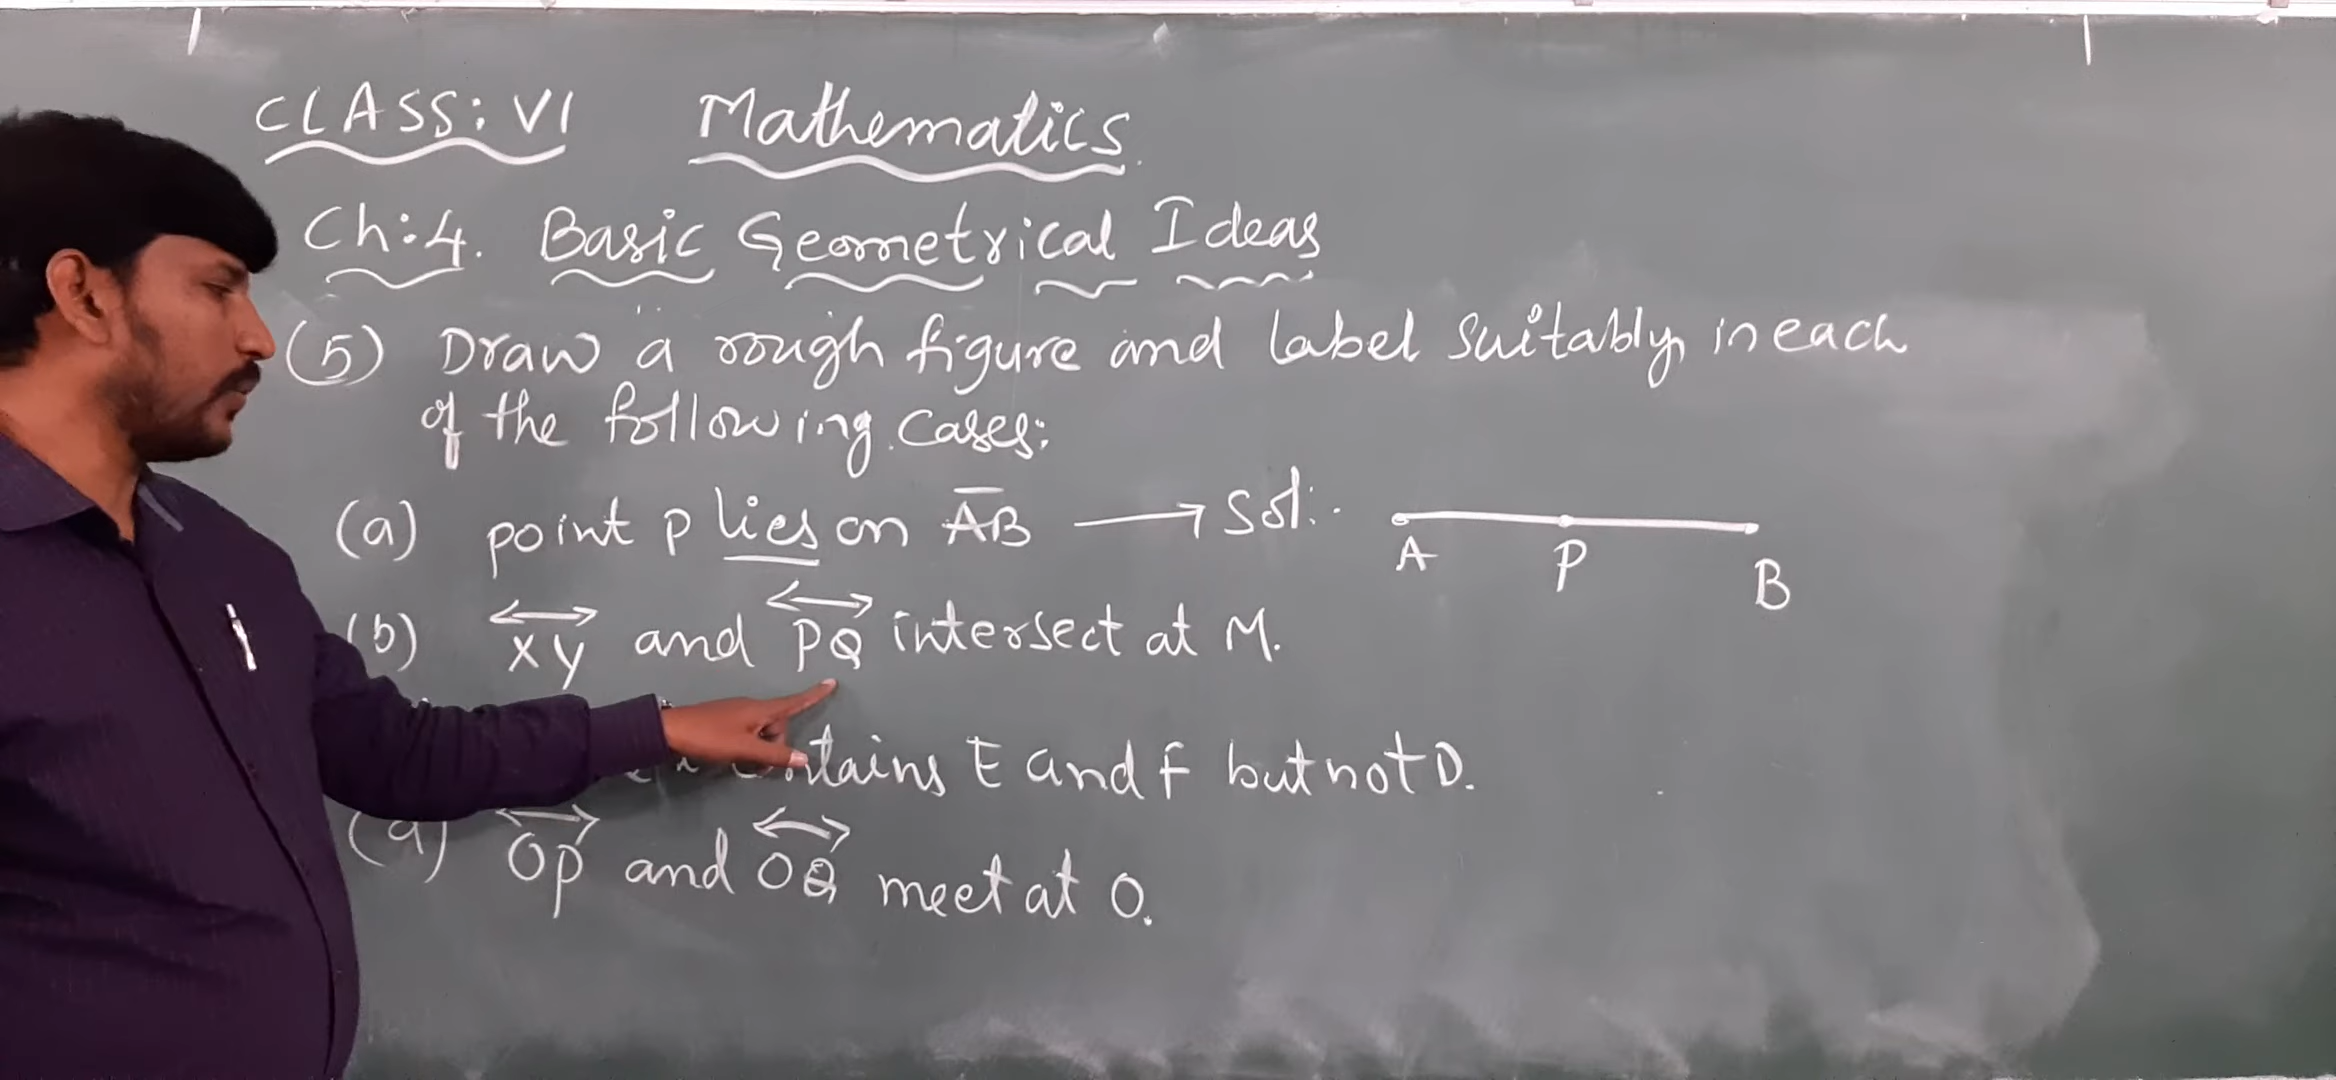 CLASS: VI Mathematics
Ch:4. Basic Geometrical Ideas
(5) Draw a rough figure and label suitably, in each
of the following cases:
(a) point p lies on A̅B̅ → Sol:-
A P B
(b) XY and PQ intersect at M.
contains E and F but not D.
(d) OP and OQ meet at O.